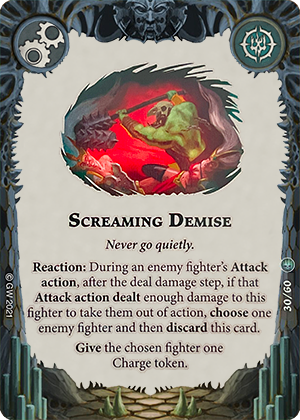 SCREAMING DEMISE
Never go quietly.
Reaction: During an enemy fighter's Attack
action, after the deal damage step, if that
Attack action dealt enough damage to this
fighter to take them out of action, choose one
enemy fighter and then discard this card.
Give the chosen fighter one
Charge token.
© GW 2021
30/60